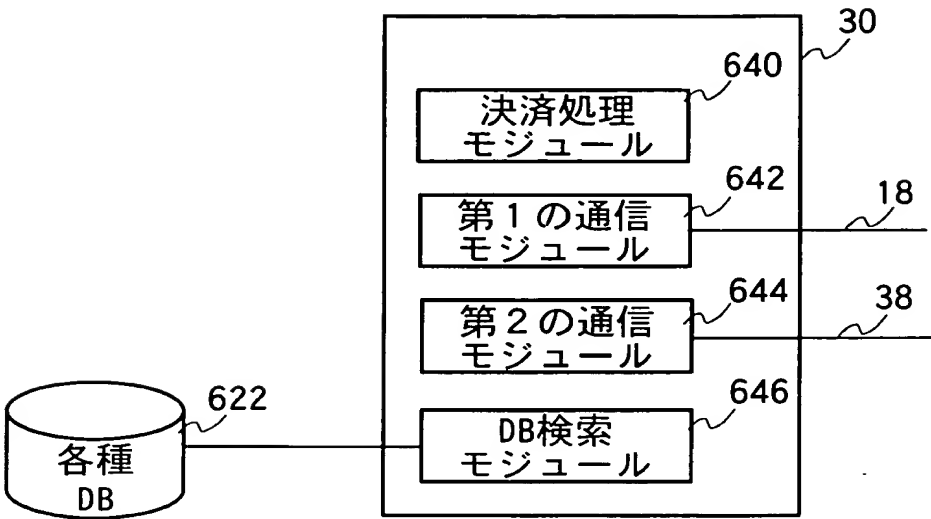 30
640
決済処理
モジュール
642
第1の通信
モジュール
18
644
第2の通信
モジュール
38
646
DB検索
モジュール
622
各種
DB